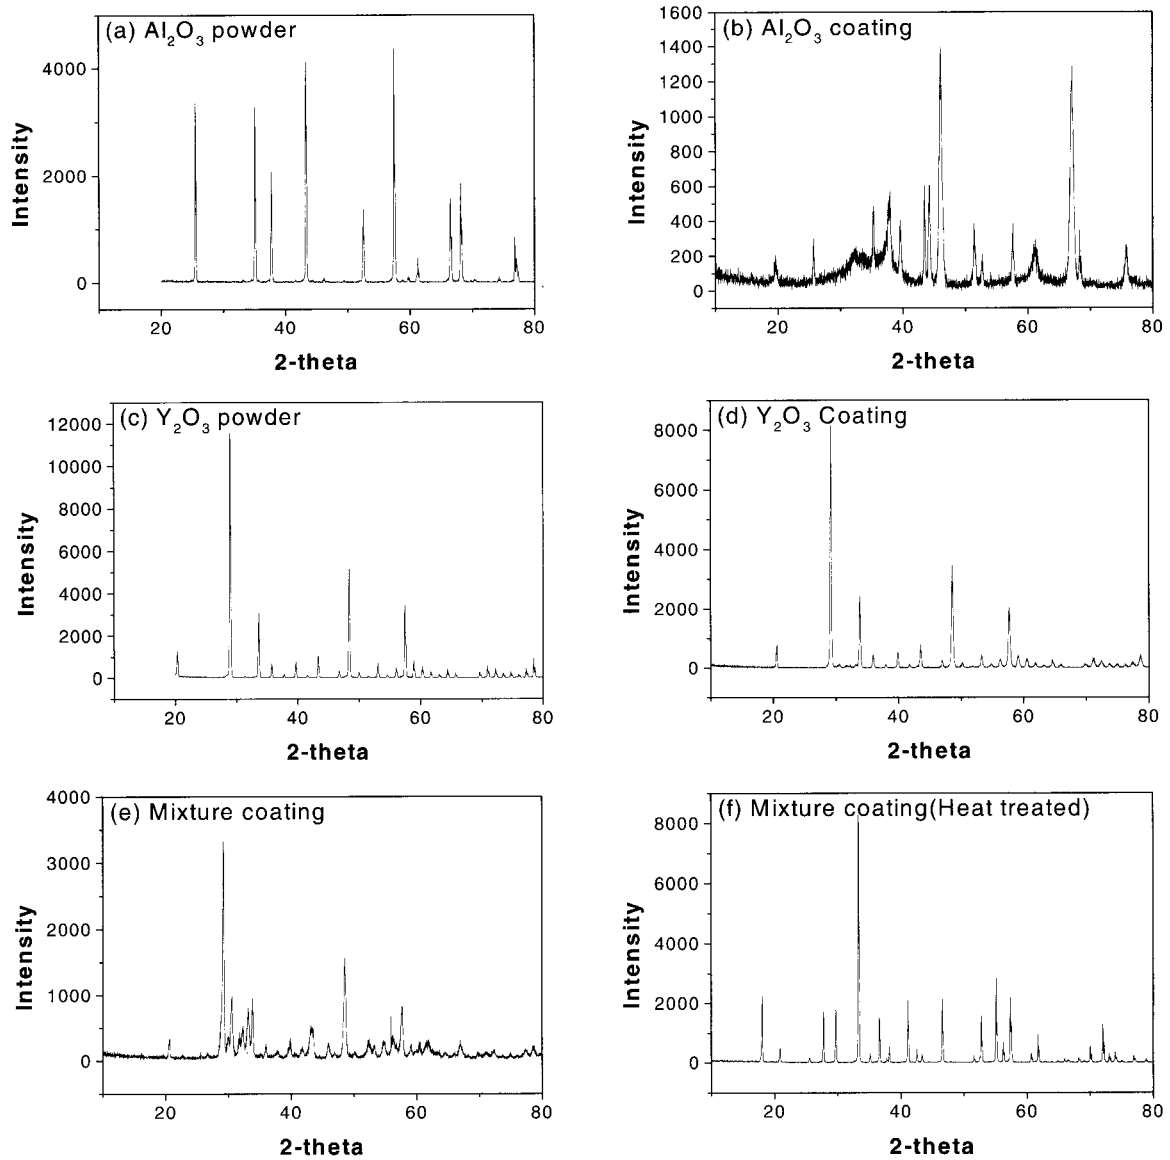 (a) Al₂O₃ powder
Intensity
4000
2000
0
20 40 60 80
2-theta
(b) Al₂O₃ coating
Intensity
1600
1400
1200
1000
800
600
400
200
0
20 40 60 80
2-theta
(c) Y₂O₃ powder
Intensity
12000
10000
8000
6000
4000
2000
0
20 40 60 80
2-theta
(d) Y₂O₃ Coating
Intensity
8000
6000
4000
2000
0
20 40 60 80
2-theta
(e) Mixture coating
Intensity
4000
3000
2000
1000
0
20 40 60 80
2-theta
(f) Mixture coating(Heat treated)
Intensity
8000
6000
4000
2000
0
20 40 60 80
2-theta